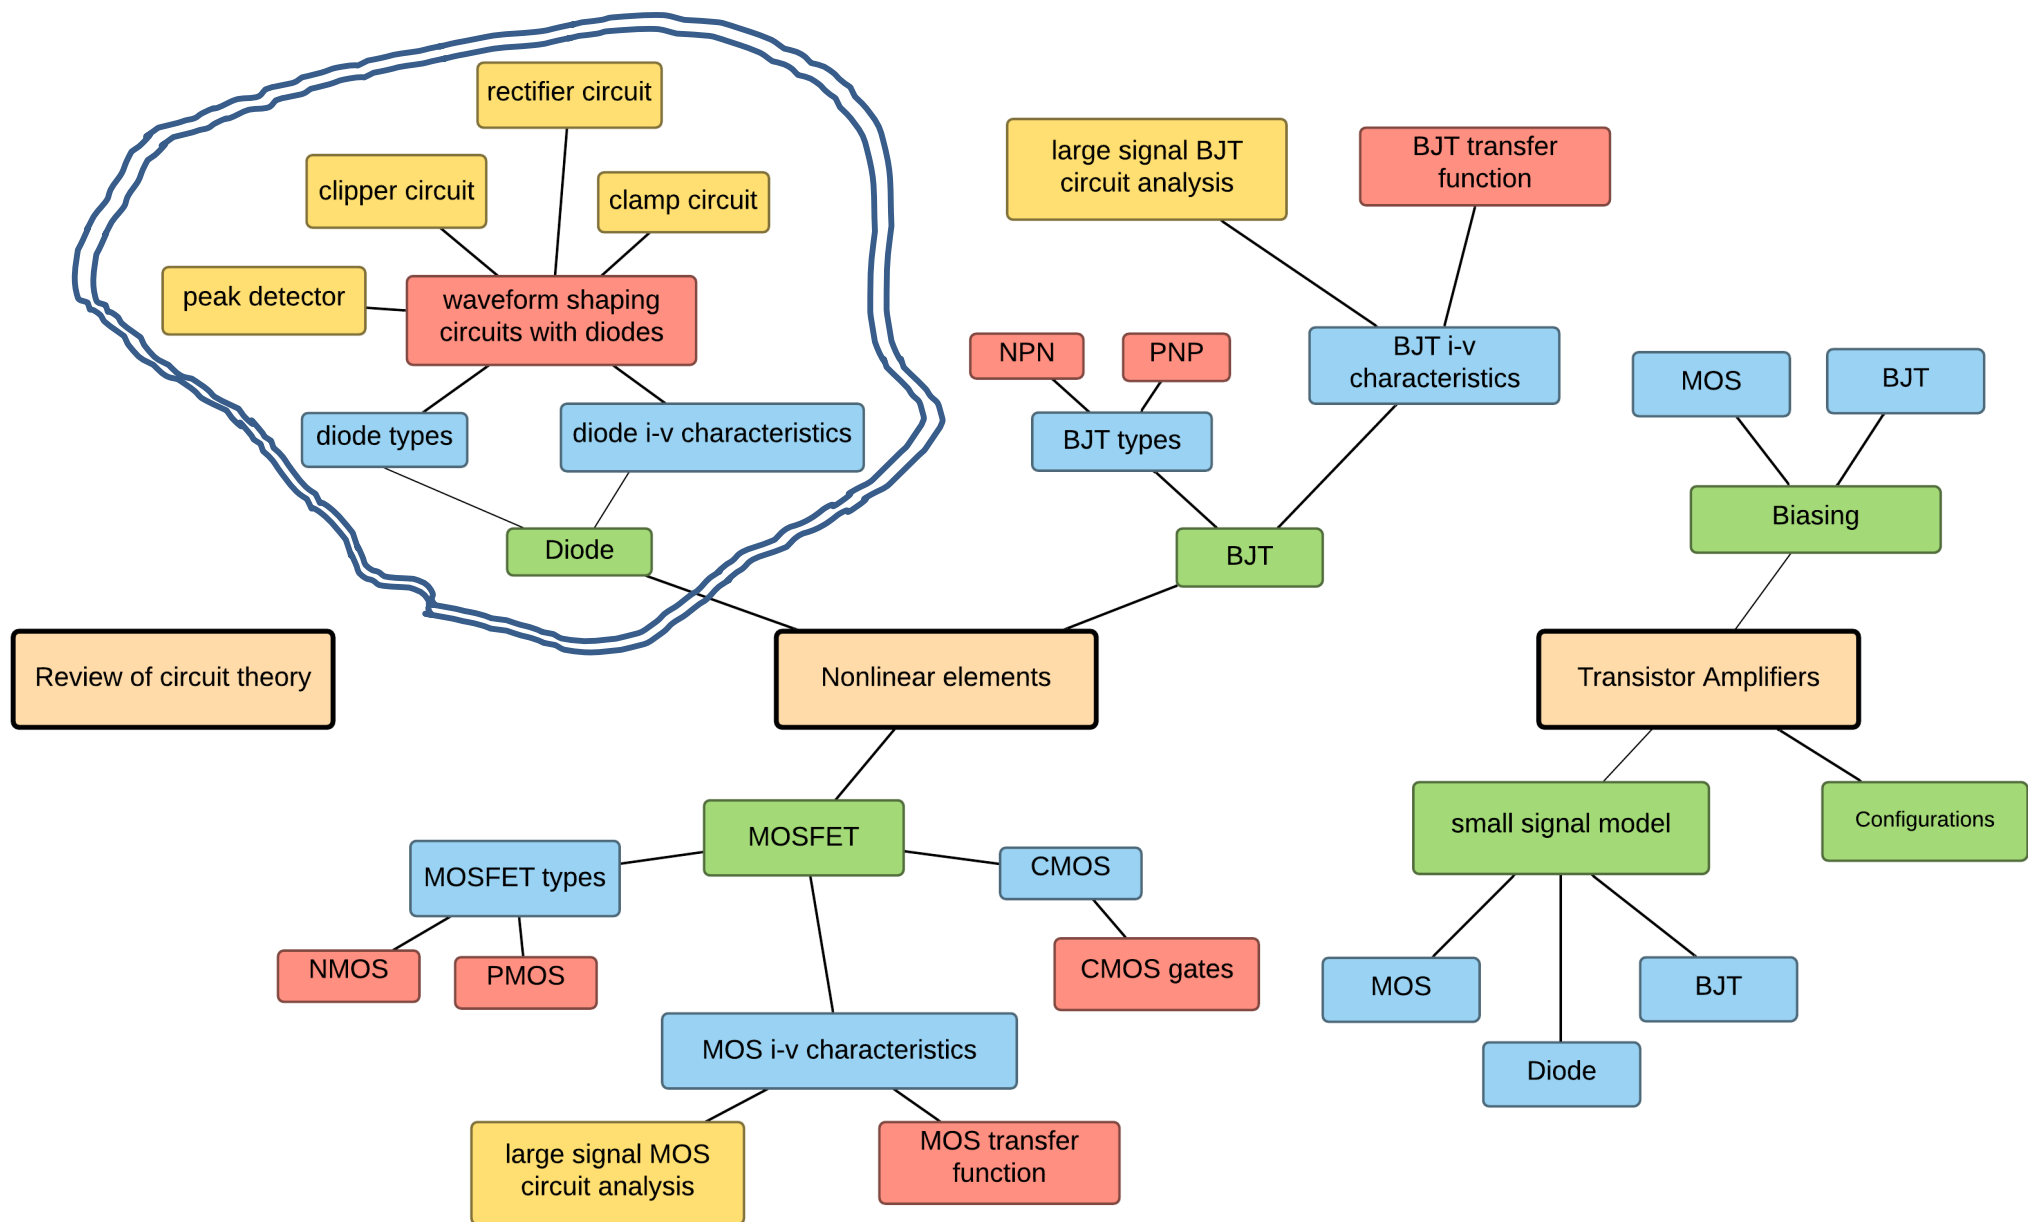 rectifier circuit
clipper circuit
clamp circuit
peak detector
waveform shaping
circuits with diodes
diode types
diode i-v characteristics
Diode
large signal BJT
circuit analysis
BJT transfer
function
NPN
PNP
BJT i-v
characteristics
BJT types
BJT
MOS
BJT
Biasing
Review of circuit theory
Nonlinear elements
Transistor Amplifiers
MOSFET
MOSFET types
CMOS
NMOS
PMOS
CMOS gates
MOS i-v characteristics
large signal MOS
circuit analysis
MOS transfer
function
small signal model
Configurations
MOS
BJT
Diode